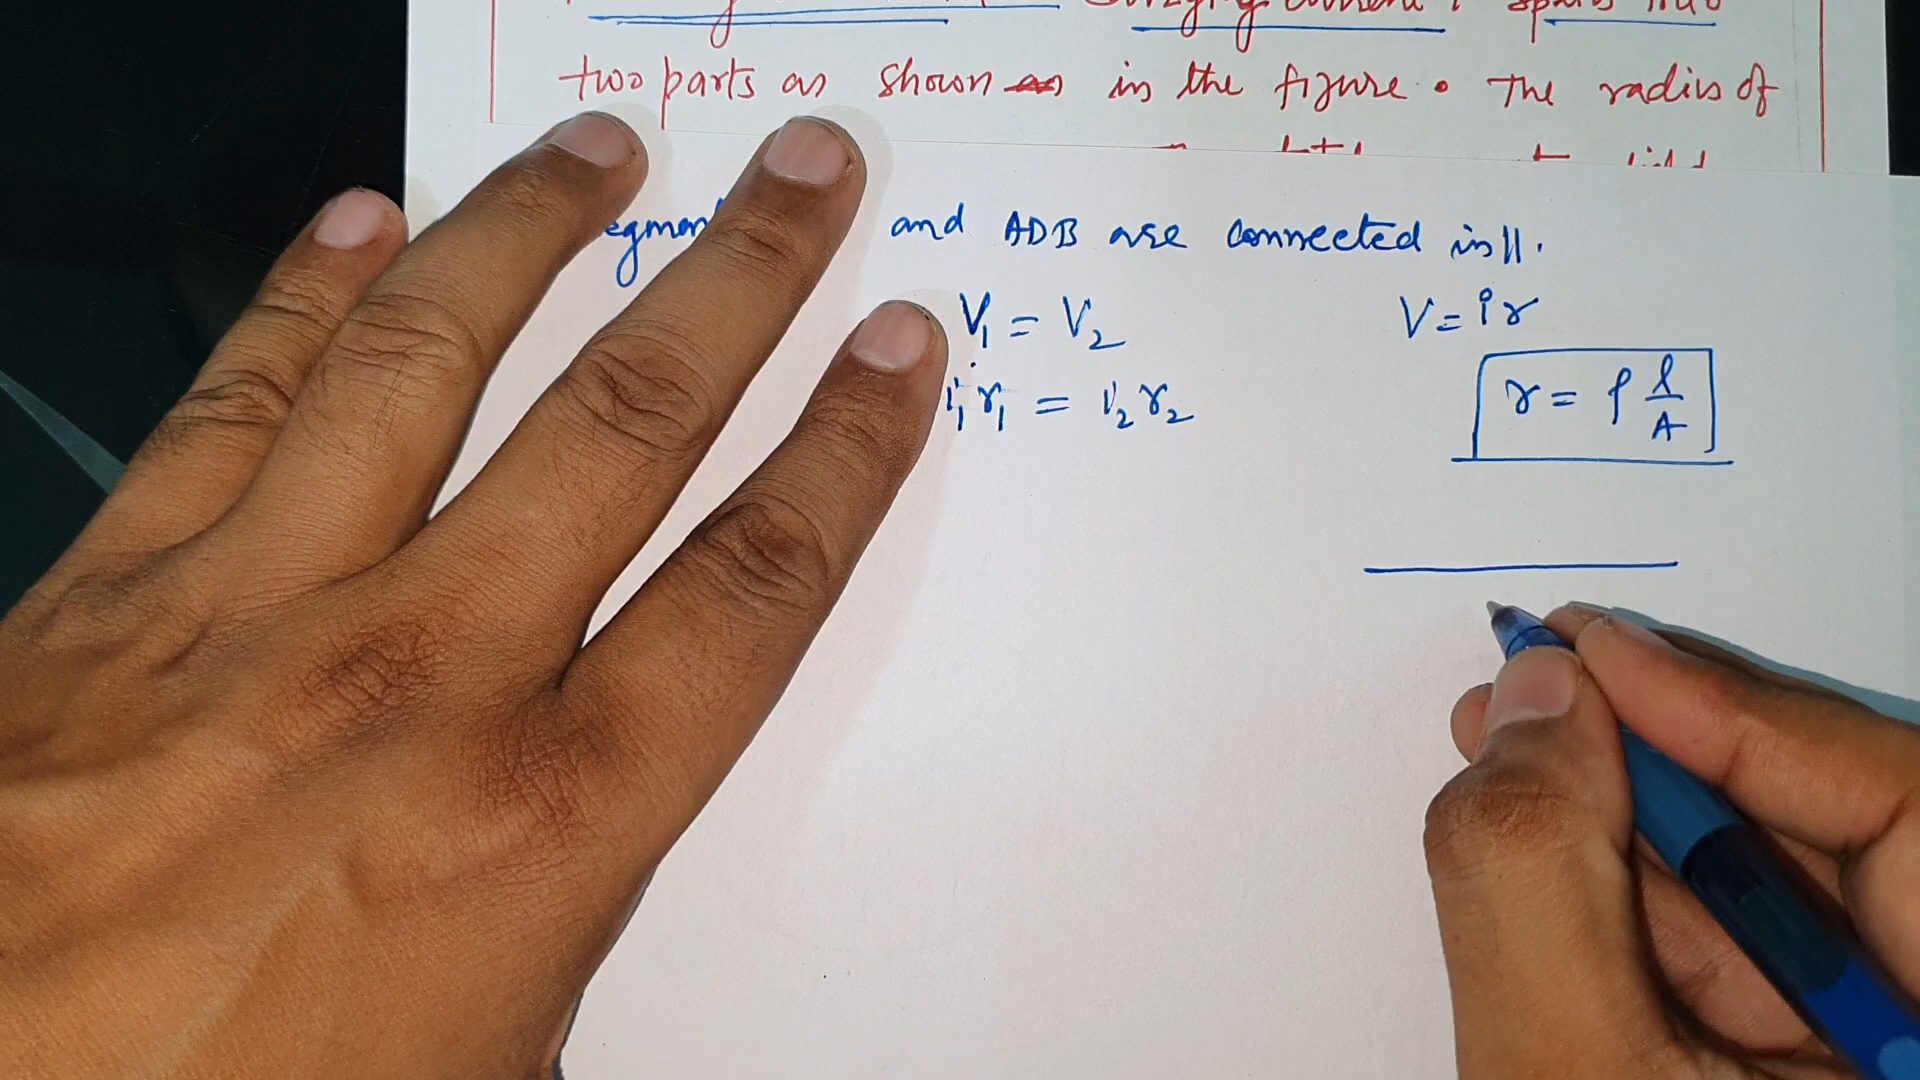 two parts as shown in the figure. The radius of
and ADB are connected in ||.
V₁ = V₂
V = ir
i₁r₁ = i₂r₂
r = ρ l/A